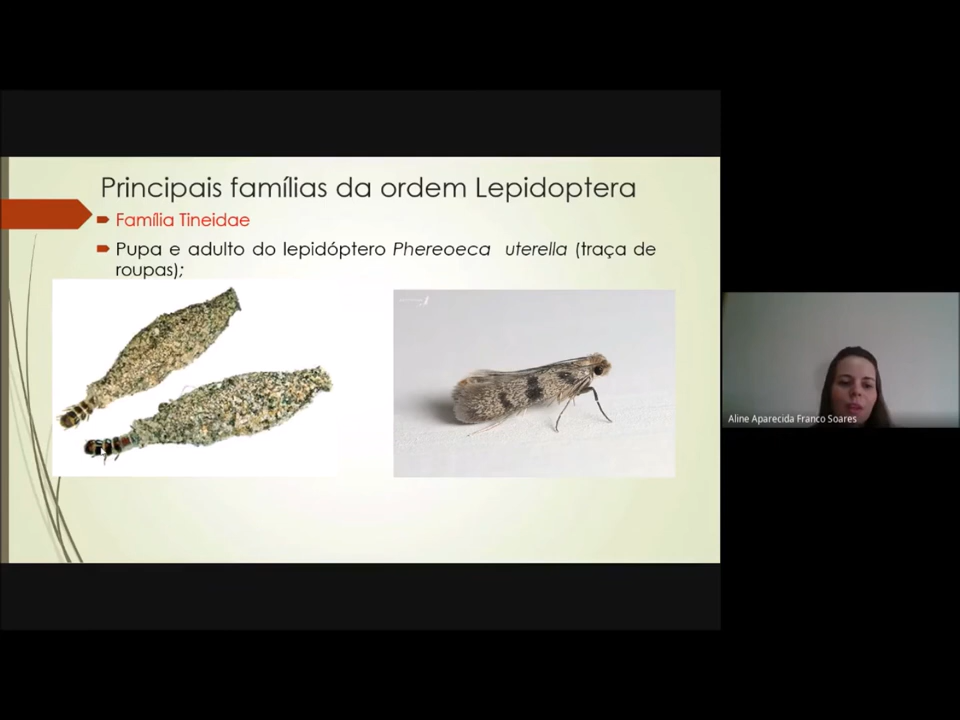 Principais famílias da ordem Lepidoptera
Família Tineidae
Pupa e adulto do lepidóptero Phereoeca uterella (traça de
roupas);
Aline Aparecida Franco Soares